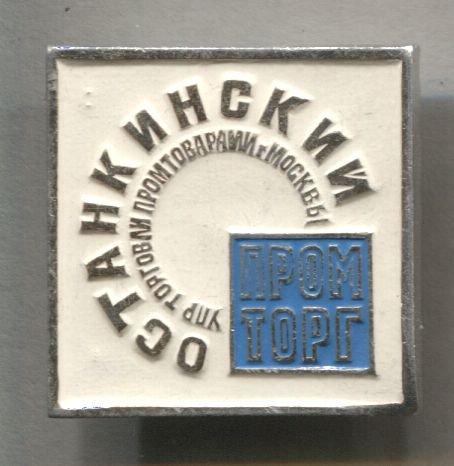 ОСТАНКИНСКИЙ
УПР ТОРГОВЛИ ПРОМТОВАРАМИ г МОСКВЫ
ПРОМ
ТОРГ